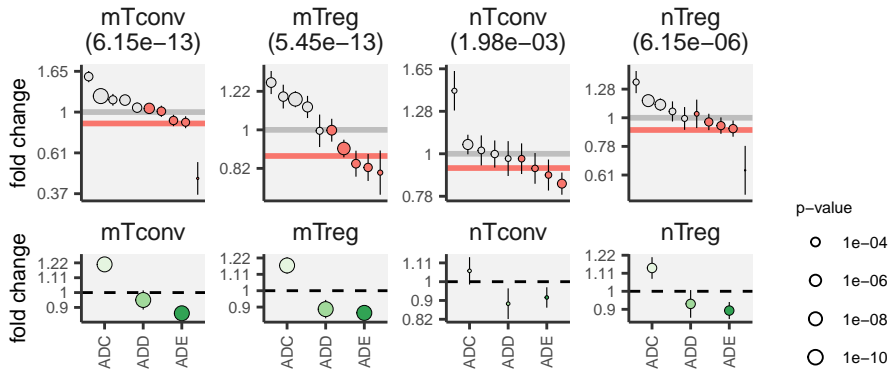 mTconv
(6.15e−13)
mTreg
(5.45e−13)
nTconv
(1.98e−03)
nTreg
(6.15e−06)
fold change
1.65
1
0.61
0.37
1.22
1
0.82
1.65
1.28
1
0.78
1.28
1
0.78
0.61
mTconv
mTreg
nTconv
nTreg
fold change
1.22
1.11
1
0.9
1.22
1.11
1
0.9
1.11
1
0.9
0.82
1.22
1.11
1
0.9
ADC
ADD
ADE
ADC
ADD
ADE
ADC
ADD
ADE
ADC
ADD
ADE
p−value
1e−04
1e−06
1e−08
1e−10